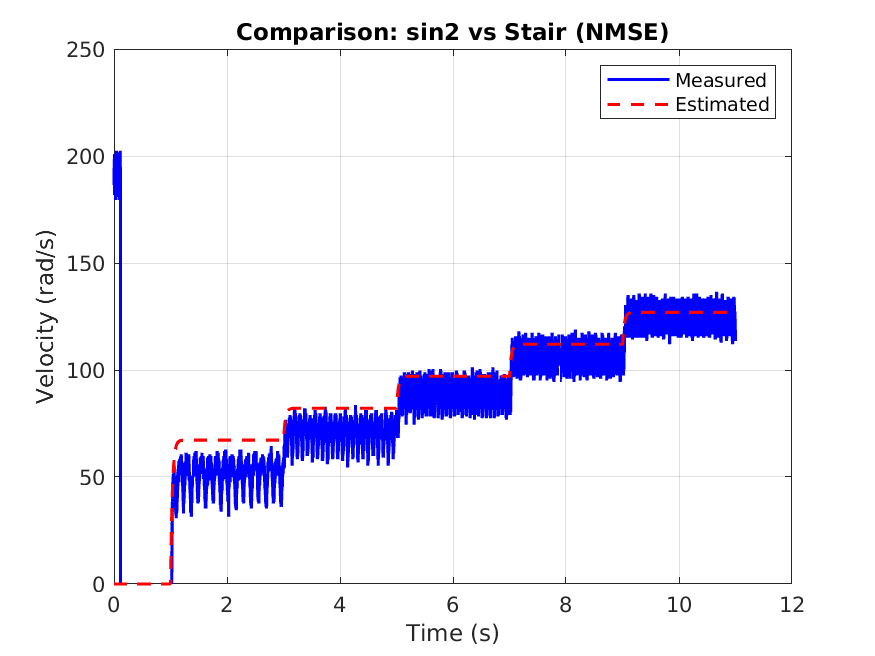 Comparison: sin2 vs Stair (NMSE)
Measured
Estimated
Velocity (rad/s)
250
200
150
100
50
0
0 2 4 6 8 10 12
Time (s)